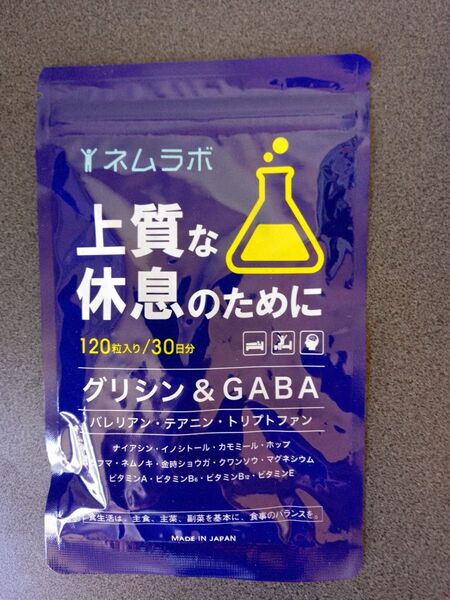 ネムラボ
上質な
休息のために
120粒入り/30日分
グリシン&GABA
バレリアン・テアニン・トリプトファン
ナイアシン・イノシトール・カモミール・ホップ
フマ・ネムノキ・金時ショウガ・クワンソウ・マグネシウム
ビタミンA・ビタミンB6・ビタミンB12・ビタミンE
食生活は、主食、主菜、副菜を基本に、食事のバランスを。
MADE IN JAPAN